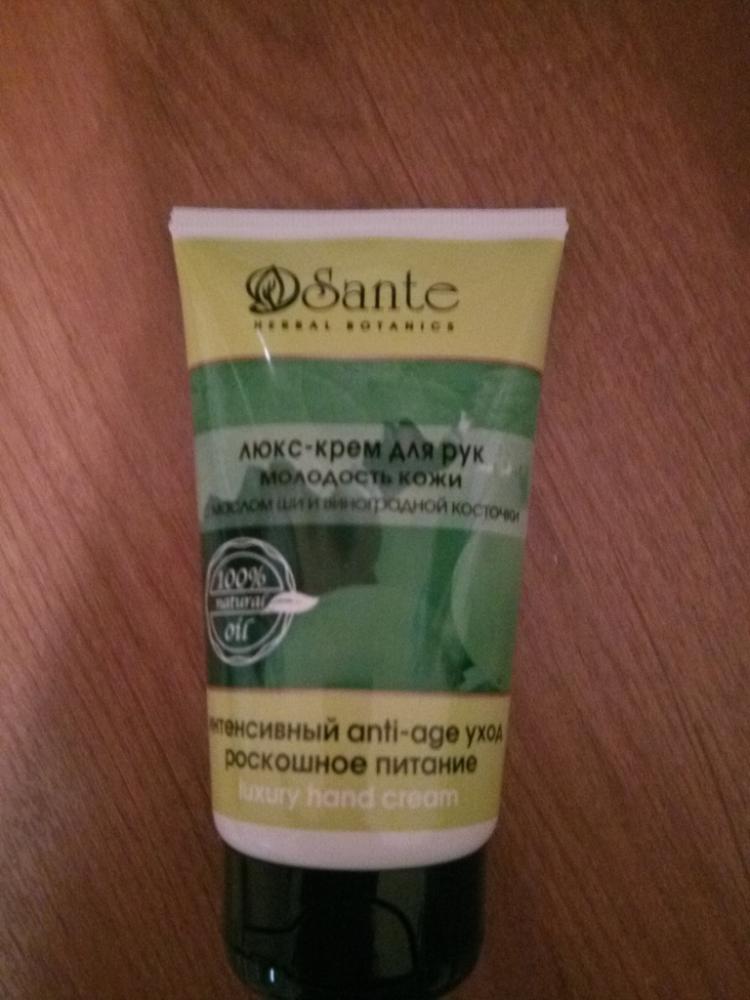 Sante
HERBAL BOTANICS
люкс-крем для рук
молодость кожи
маслом ши и виноградной косточки
100%
natural
oil
интенсивный anti-age уход
роскошное питание
luxury hand cream